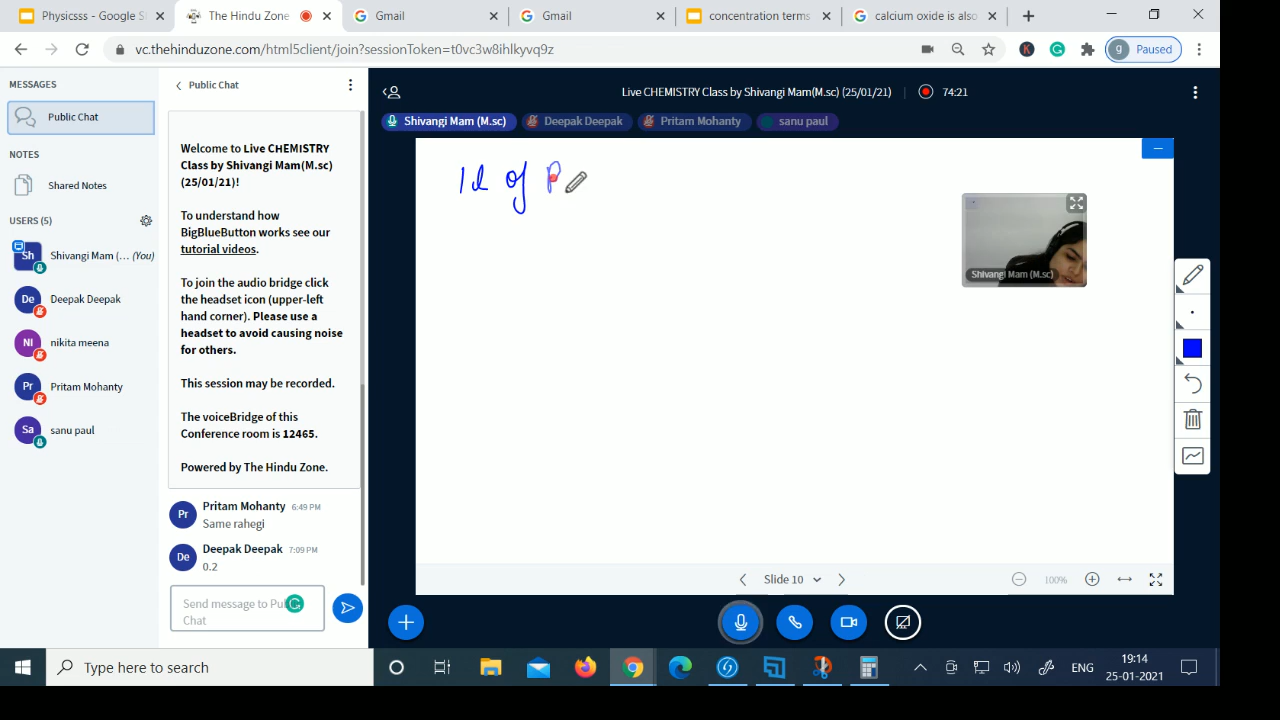 Physicsss - Google S
The Hindu Zone
Gmail
Gmail
concentration terms
calcium oxide is also
vc.thehinduzone.com/html5client/join?sessionToken=t0vc3w8ihlkyvq9z
K
G
g
Paused
MESSAGES
Public Chat
NOTES
Shared Notes
USERS (5)
Sh
Shivangi Mam (... (You)
De
Deepak Deepak
NI
nikita meena
Pr
Pritam Mohanty
Sa
sanu paul
Public Chat
Welcome to Live CHEMISTRY
Class by Shivangi Mam(M.sc)
(25/01/21)!
To understand how
BigBlueButton works see our
tutorial videos.
To join the audio bridge click
the headset icon (upper-left
hand corner). Please use a
headset to avoid causing noise
for others.
This session may be recorded.
The voiceBridge of this
Conference room is 12465.
Powered by The Hindu Zone.
Pr
Pritam Mohanty 6:49 PM
Same rahegi
De
Deepak Deepak 7:09 PM
0.2
Send message to Pu
Chat
Live CHEMISTRY Class by Shivangi Mam(M.sc) (25/01/21)
74:21
Shivangi Mam (M.sc)
Deepak Deepak
Pritam Mohanty
sanu paul
of P
Shivangi Mam (M.sc)
Slide 10
100%
Type here to search
ENG
19:14
25-01-2021